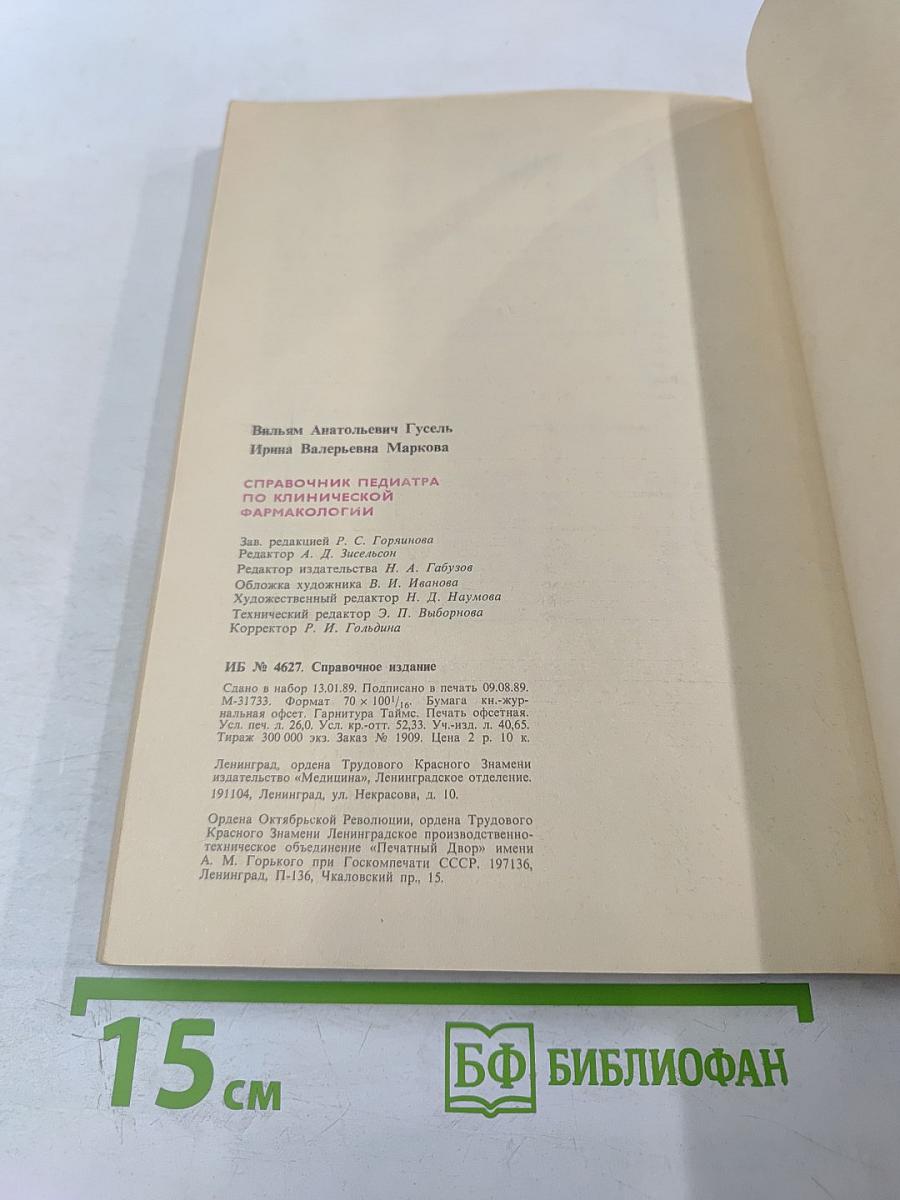 Вильям Анатольевич Гусель
Ирина Валерьевна Маркова
СПРАВОЧНИК ПЕДИАТРА
ПО КЛИНИЧЕСКОЙ
ФАРМАКОЛОГИИ
Зав. редакцией Р. С. Горяинова
Редактор А. Д. Зисельсон
Редактор издательства Н. А. Габузов
Обложка художника В. И. Иванова
Художественный редактор Н. Д. Наумова
Технический редактор Э. П. Выборнова
Корректор Р. И. Гольдина
ИБ № 4627. Справочное издание
Сдано в набор 13.01.89. Подписано в печать 09.08.89.
М-31733. Формат 70 × 100¹/₁₆. Бумага кн.-жур-
нальная офсет. Гарнитура Таймс. Печать офсетная.
Усл. печ. л. 26,0. Усл. кр.-отт. 52,33. Уч.-изд. л. 40,65.
Тираж 300 000 экз. Заказ № 1909. Цена 2 р. 10 к.
Ленинград, ордена Трудового Красного Знамени
издательство «Медицина», Ленинградское отделение.
191104, Ленинград, ул. Некрасова, д. 10.
Ордена Октябрьской Революции, ордена Трудового
Красного Знамени Ленинградское производственно-
техническое объединение «Печатный Двор» имени
А. М. Горького при Госкомпечати СССР. 197136,
Ленинград, П-136, Чкаловский пр., 15.
15 см
БФ БИБЛИОФАН